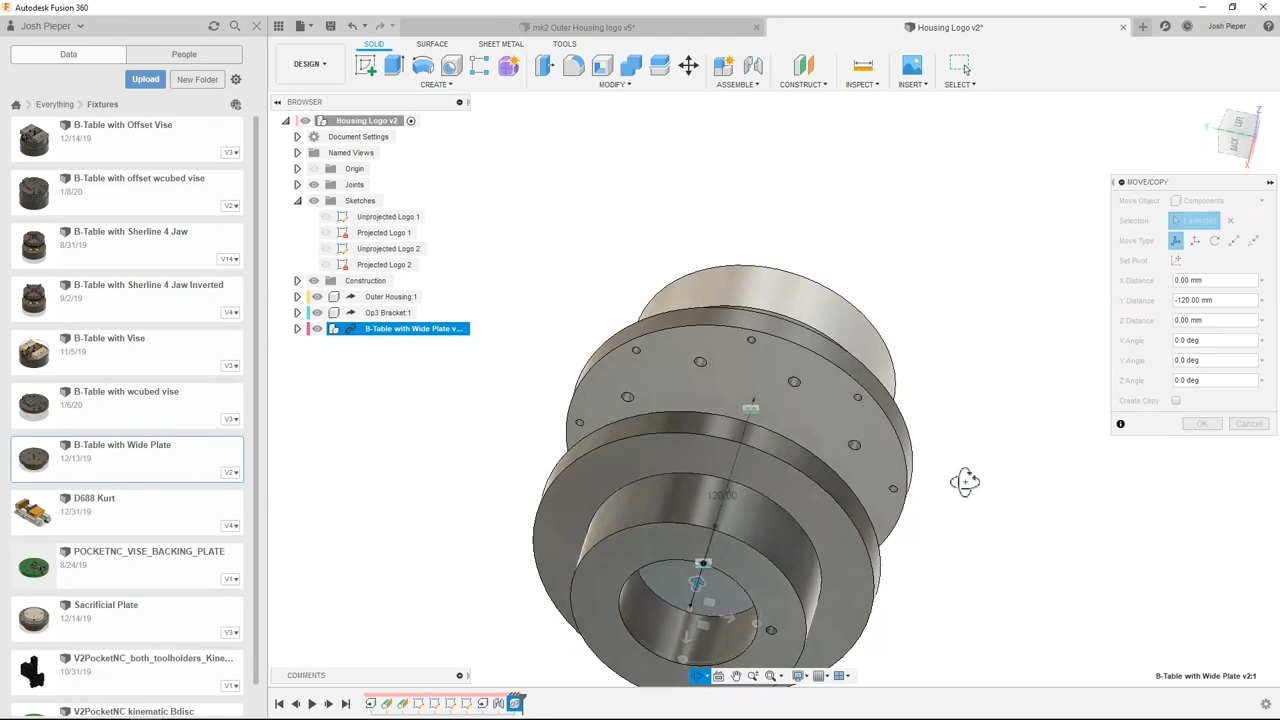 Autodesk Fusion 360
Josh Pieper
mk2 Outer Housing logo v5*
Housing Logo v2*
Josh Pieper
Data
People
SOLID
SURFACE
SHEET METAL
TOOLS
DESIGN
Upload
New Folder
CREATE
MODIFY
ASSEMBLE
CONSTRUCT
INSPECT
INSERT
SELECT
Everything
Fixtures
BROWSER
B-Table with Offset Vise
12/14/19
V3
B-Table with offset wcubed vise
1/8/20
V2
B-Table with Sherline 4 Jaw
8/31/19
V14
B-Table with Sherline 4 Jaw Inverted
9/2/19
V4
B-Table with Vise
11/5/19
V3
B-Table with wcubed vise
1/6/20
V3
B-Table with Wide Plate
12/13/19
V2
D688 Kurt
12/31/19
V4
POCKETNC_VISE_BACKING_PLATE
8/24/19
V1
Sacrificial Plate
12/14/19
V3
V2PocketNC_both_toolholders_Kine...
10/31/19
V1
V2PocketNC kinematic Bdisc
Housing Logo v2
Document Settings
Named Views
Origin
Joints
Sketches
Unprojected Logo 1
Projected Logo 1
Unprojected Logo 2
Projected Logo 2
Construction
Outer Housing:1
Op3 Bracket:1
B-Table with Wide Plate v...
LEFT
BACK
Z
Y
X
MOVE/COPY
Move Object
Components
Selection
1 selected
Move Type
Set Pivot
X Distance
0.00 mm
Y Distance
-120.00 mm
Z Distance
0.00 mm
X Angle
0.0 deg
Y Angle
0.0 deg
Z Angle
0.0 deg
Create Copy
OK
Cancel
120.00
COMMENTS
B-Table with Wide Plate v2:1